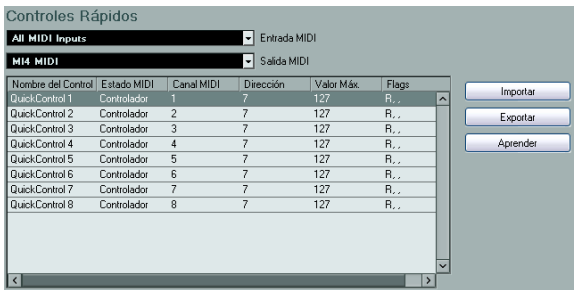 Controles Rápidos
All MIDI Inputs Entrada MIDI
MI4 MIDI Salida MIDI
Nombre del Control Estado MIDI Canal MIDI Dirección Valor Máx. Flags
QuickControl 1 Controlador 1 7 127 R, ,
QuickControl 2 Controlador 2 7 127 R, ,
QuickControl 3 Controlador 3 7 127 R, ,
QuickControl 4 Controlador 4 7 127 R, ,
QuickControl 5 Controlador 5 7 127 R, ,
QuickControl 6 Controlador 6 7 127 R, ,
QuickControl 7 Controlador 7 7 127 R, ,
QuickControl 8 Controlador 8 7 127 R, ,
Importar
Exportar
Aprender